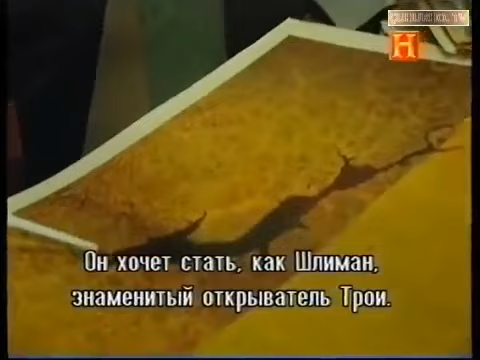 H
Он хочет стать, как Шлиман,
знаменитый открыватель Трои.